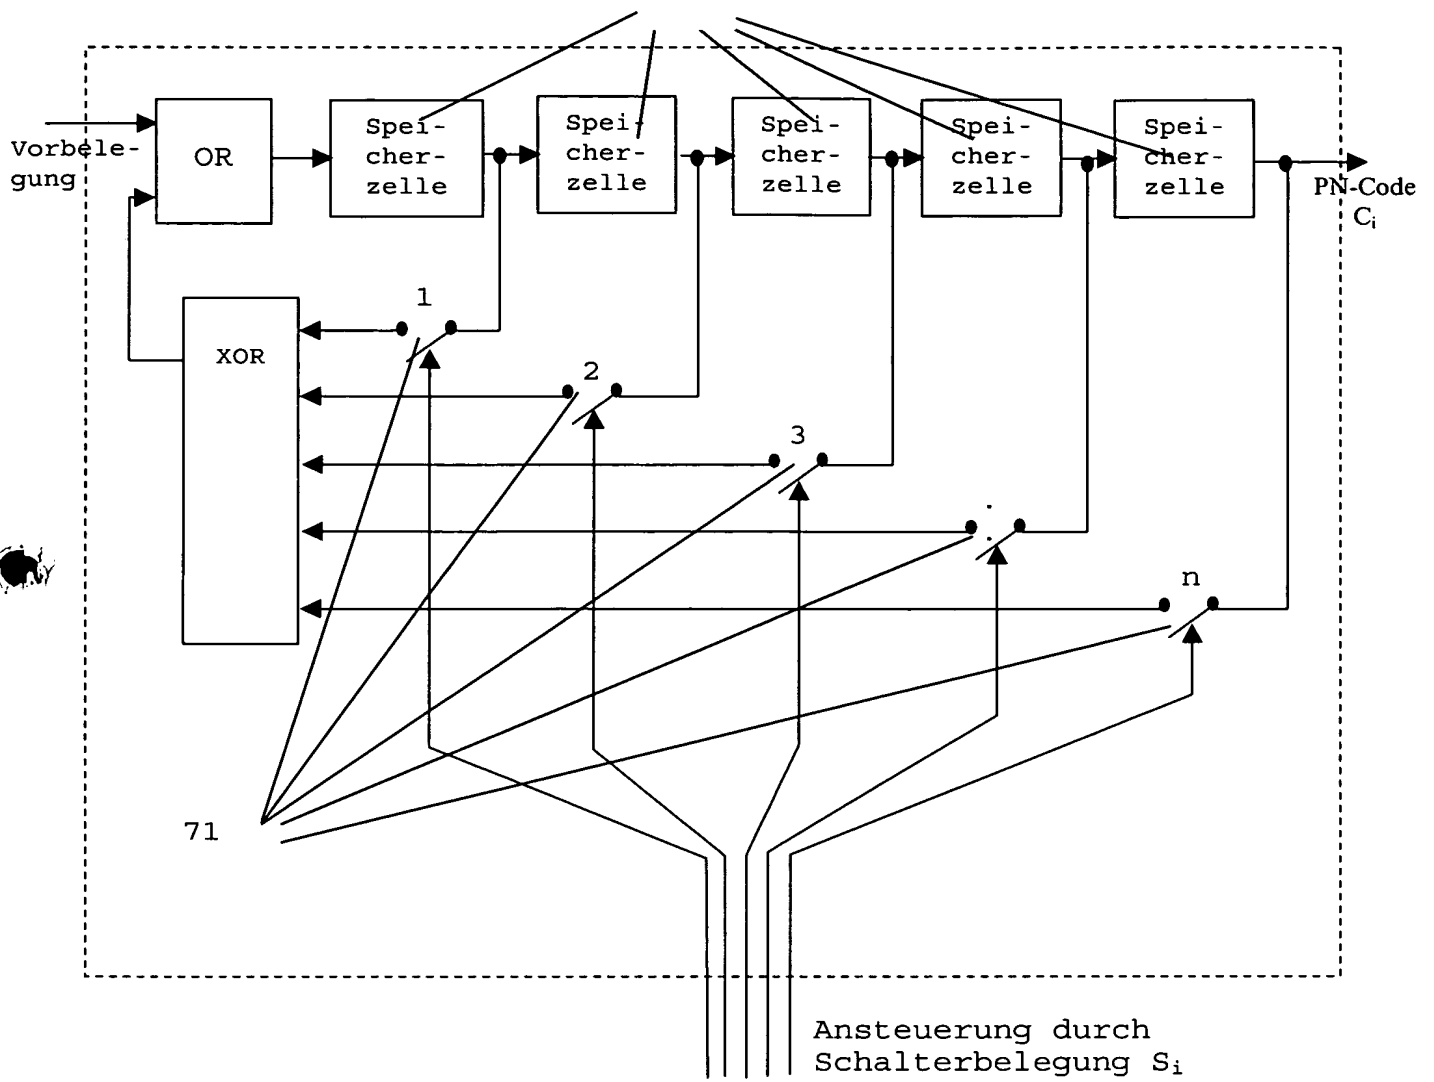 Vorbele-
gung
OR
Spei-
cher-
zelle
Spei-
cher-
zelle
Spei-
cher-
zelle
Spei-
cher-
zelle
Spei-
cher-
zelle
PN-Code
Ci
XOR
1
2
3
:
n
71
Ansteuerung durch
Schalterbelegung Si